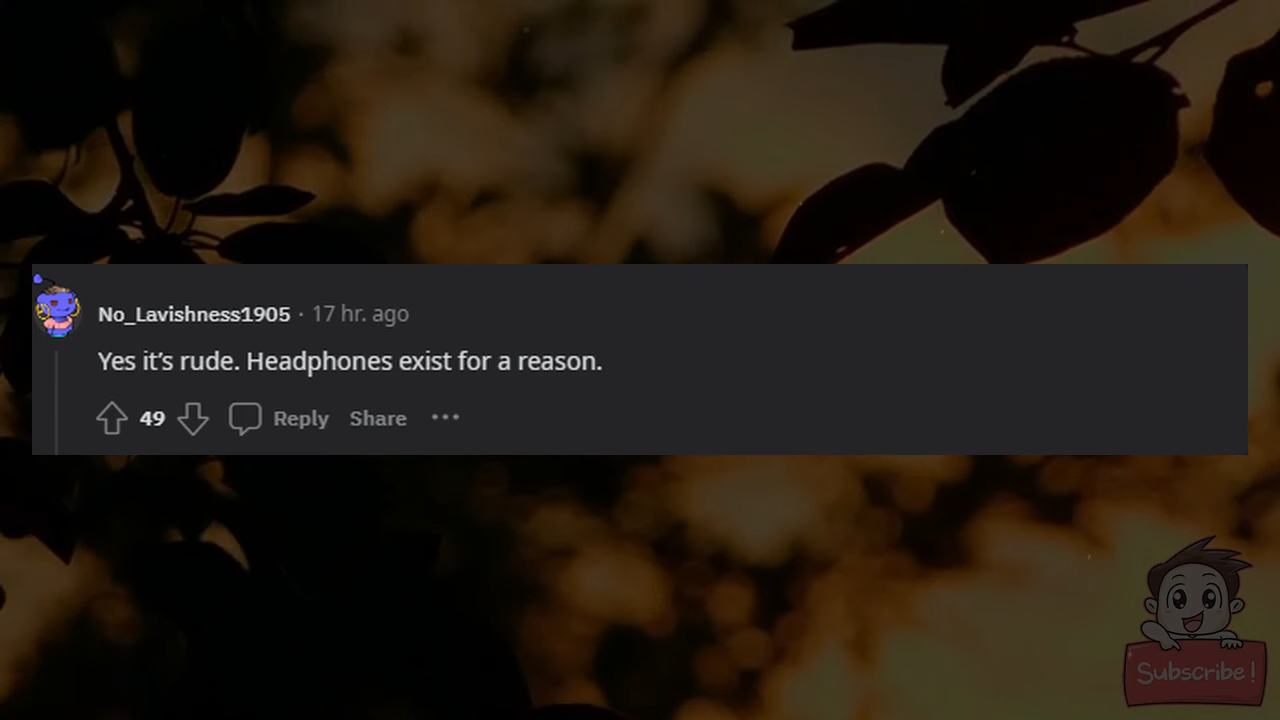 No_Lavishness1905 · 17 hr. ago
Yes it’s rude. Headphones exist for a reason.
49 Reply Share ···
Subscribe!